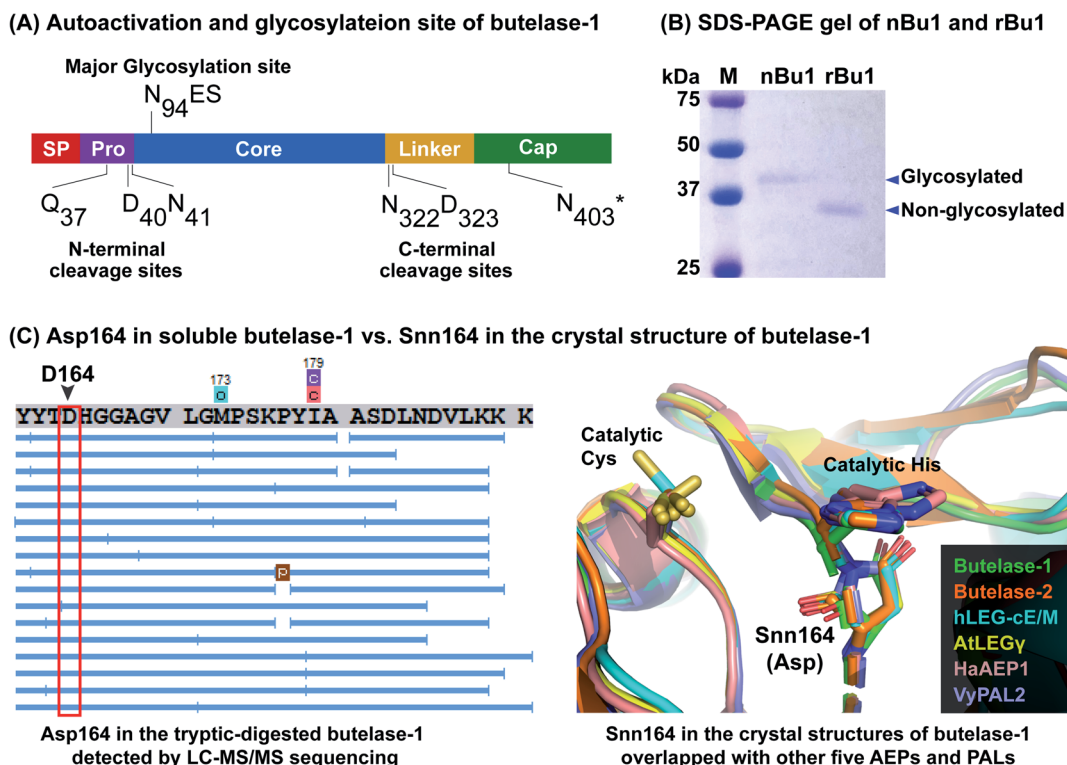 (A) Autoactivation and glycosylateion site of butelase-1
Major Glycosylation site
N94ES
SP Pro Core Linker Cap
Q37 D40N41 N322D323 N403*
N-terminal
cleavage sites
C-terminal
cleavage sites
(B) SDS-PAGE gel of nBu1 and rBu1
kDa M nBu1 rBu1
75
50
37
25
Glycosylated
Non-glycosylated
(C) Asp164 in soluble butelase-1 vs. Snn164 in the crystal structure of butelase-1
D164
173 179
o C
C
YYTDHGGAGV LGMPSKPYIA ASDLNDVLKK K
P
Asp164 in the tryptic-digested butelase-1
detected by LC-MS/MS sequencing
Catalytic
Cys
Catalytic His
Snn164
(Asp)
Butelase-1
Butelase-2
hLEG-cE/M
AtLEGγ
HaAEP1
VyPAL2
Snn164 in the crystal structures of butelase-1
overlapped with other five AEPs and PALs